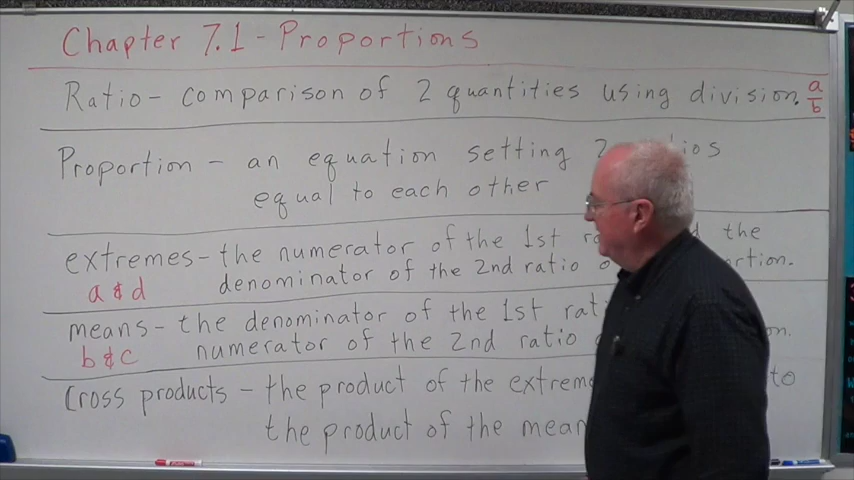 Chapter 7.1 - Proportions
Ratio - comparison of 2 quantities using division. a/b
Proportion - an equation setting 2
equal to each other
extremes - the numerator of the 1st the
denominator of the 2nd ratio
a & d
means - the denominator of the 1st
numerator of the 2nd ratio
b & c
Cross products - the product of the to
the product of the